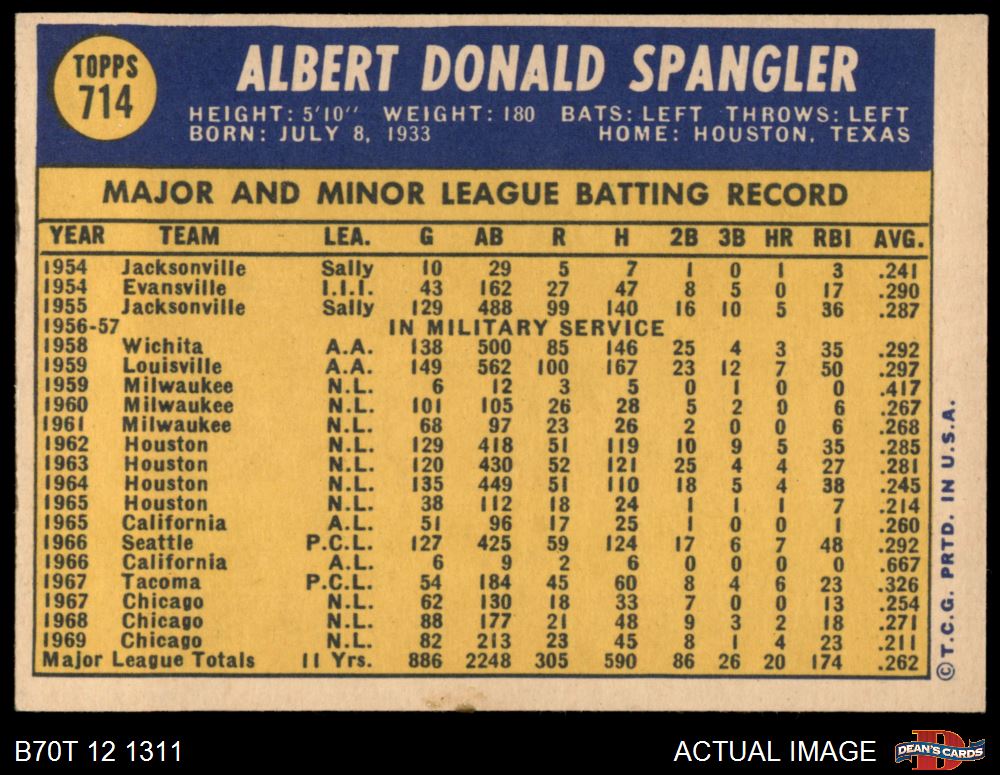 TOPPS
714
ALBERT DONALD SPANGLER
HEIGHT: 5'10" WEIGHT: 180 BATS: LEFT THROWS: LEFT
BORN: JULY 8, 1933 HOME: HOUSTON, TEXAS
MAJOR AND MINOR LEAGUE BATTING RECORD
YEAR TEAM LEA. G AB R H 2B 3B HR RBI AVG.
1954 Jacksonville Sally 10 29 5 7 1 0 1 3 .241
1954 Evansville I.I.I. 43 162 27 47 8 5 0 17 .290
1955 Jacksonville Sally 129 488 99 140 16 10 5 36 .287
1956-57 IN MILITARY SERVICE
1958 Wichita A.A. 138 500 85 146 25 4 3 35 .292
1959 Louisville A.A. 149 562 100 167 23 12 7 50 .297
1959 Milwaukee N.L. 6 12 3 5 0 1 0 0 .417
1960 Milwaukee N.L. 101 105 26 28 5 2 0 6 .267
1961 Milwaukee N.L. 68 97 23 26 2 0 0 6 .268
1962 Houston N.L. 129 418 51 119 10 9 5 35 .285
1963 Houston N.L. 120 430 52 121 25 4 4 27 .281
1964 Houston N.L. 135 449 51 110 18 5 4 38 .245
1965 Houston N.L. 38 112 18 24 1 1 1 7 .214
1965 California A.L. 51 96 17 25 1 0 0 1 .260
1966 Seattle P.C.L. 127 425 59 124 17 6 7 48 .292
1966 California A.L. 6 9 2 6 0 0 0 0 .667
1967 Tacoma P.C.L. 54 184 45 60 8 4 6 23 .326
1967 Chicago N.L. 62 130 18 33 7 0 0 13 .254
1968 Chicago N.L. 88 177 21 48 9 3 2 18 .271
1969 Chicago N.L. 82 213 23 45 8 1 4 23 .211
Major League Totals 11 Yrs. 886 2248 305 590 86 26 20 174 .262
©T.C.G. PRTD. IN U.S.A.
B70T 12 1311
ACTUAL IMAGE
DEAN'S CARDS